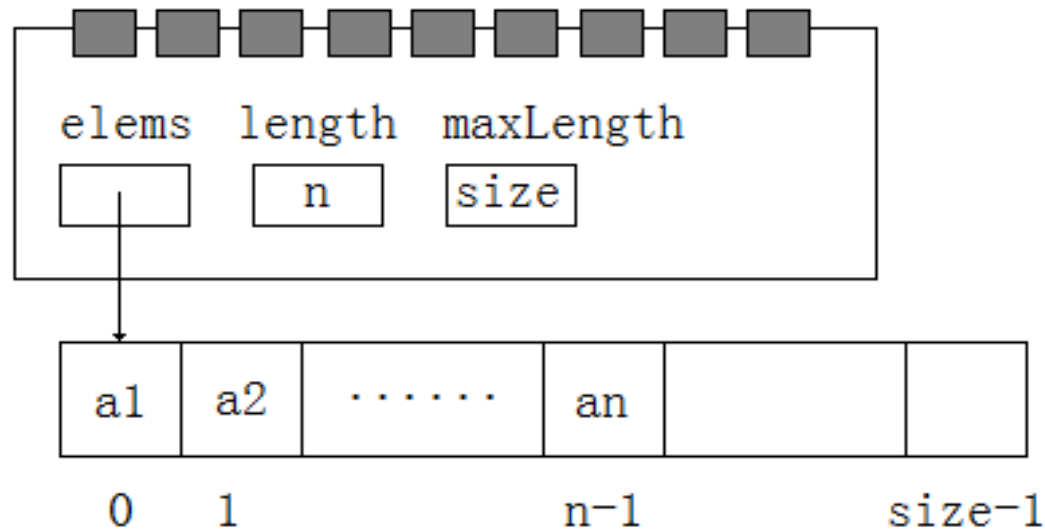 elems length maxLength
n size
a1 a2 ······ an
0 1 n-1 size-1